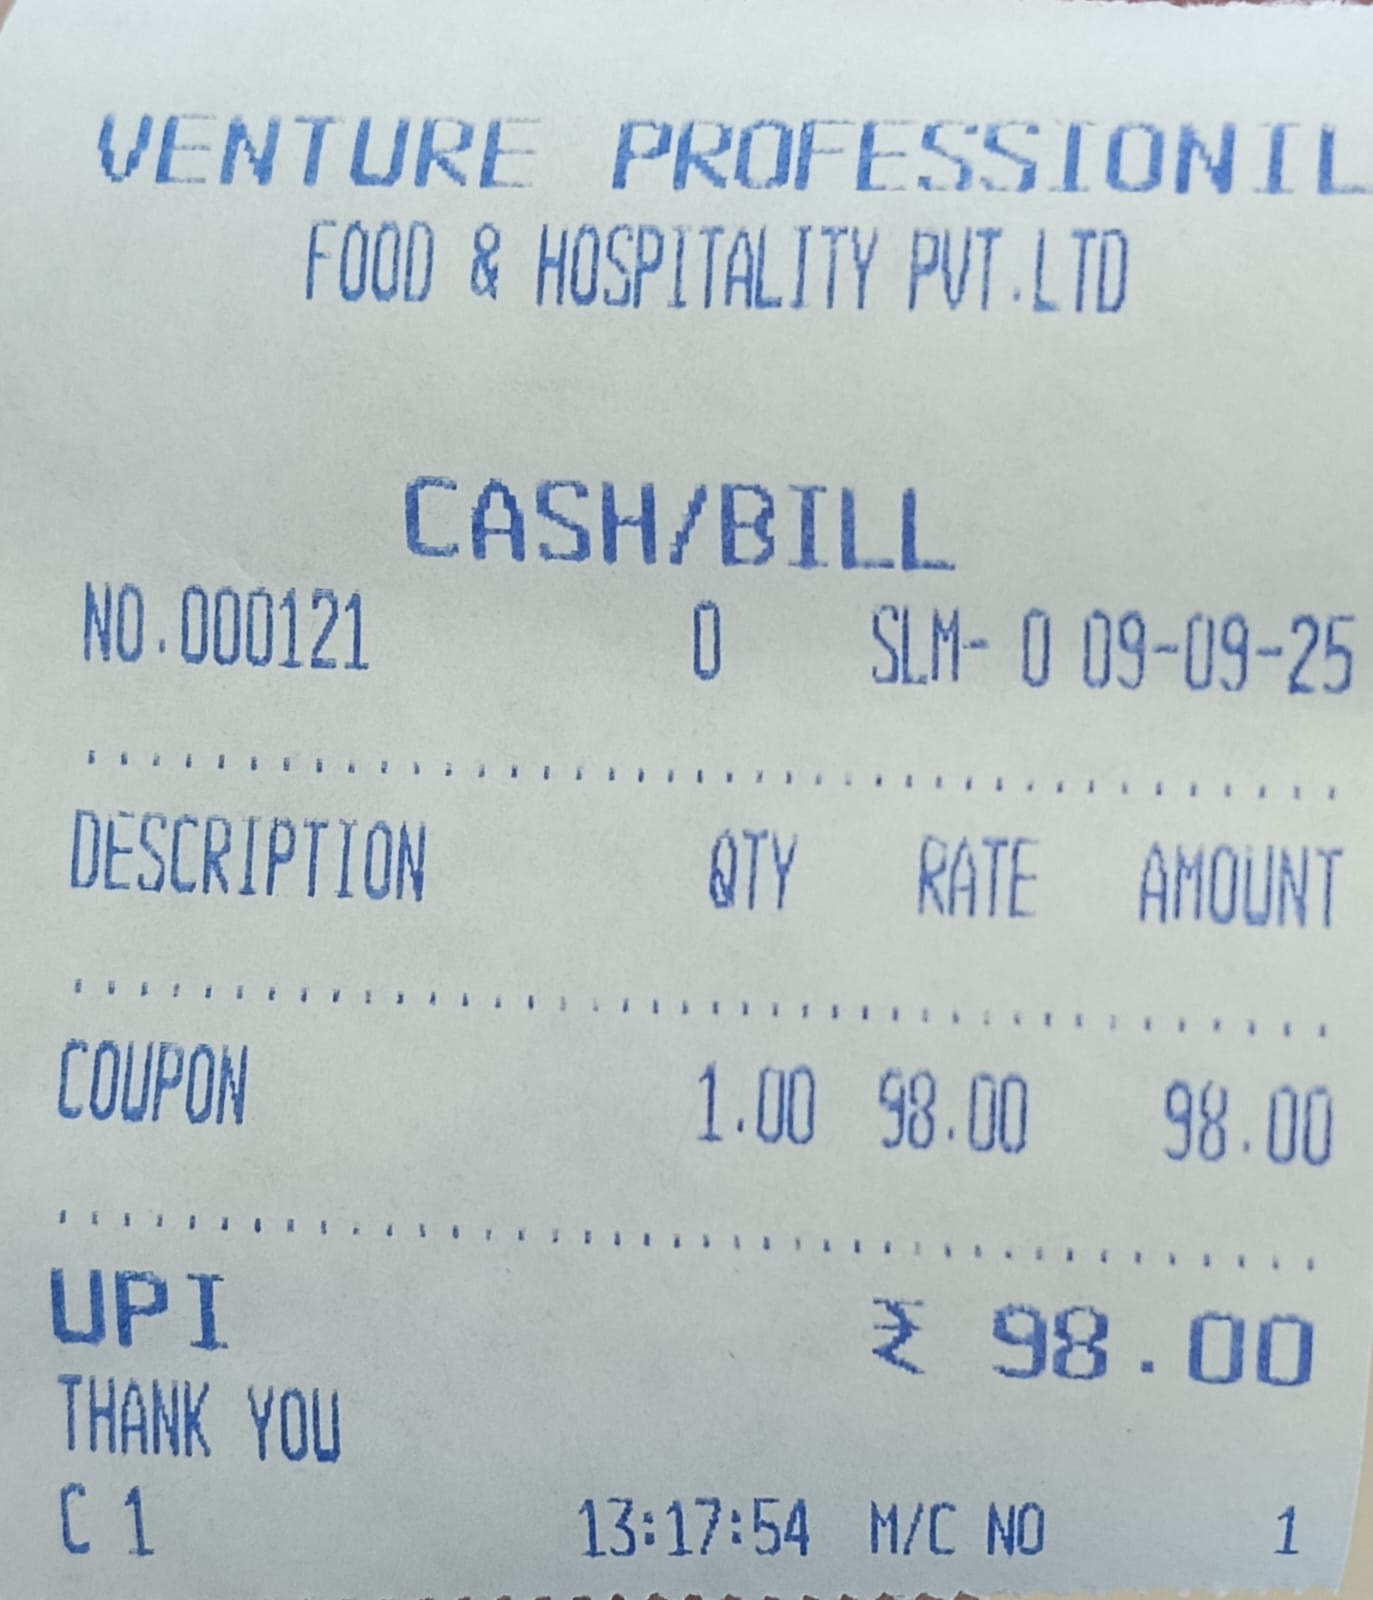 VENTURE PROFESSIONIL
FOOD & HOSPITALITY PVT.LTD
CASH/BILL
NO.000121 0 SLM- 0 09-09-25
DESCRIPTION QTY RATE AMOUNT
COUPON 1.00 98.00 98.00
UPI ₹ 98.00
THANK YOU
C 1 13:17:54 M/C NO 1